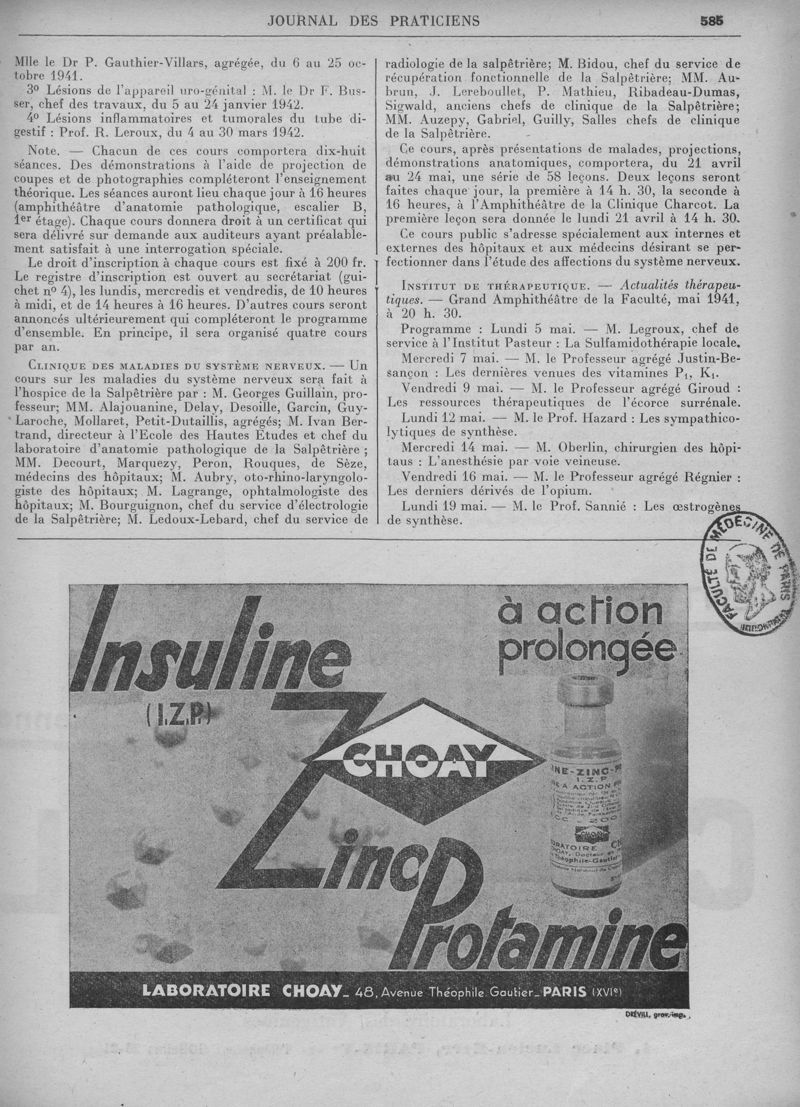 JOURNAL DES PRATICIENS 585
Mlle le Dr P. Gauthier-Villars, agrégée, du 6 au 25 oc-
tobre 1941.
3º Lésions de l'appareil uro-génital : M. le Dr F. Bus-
ser, chef des travaux, du 5 au 24 janvier 1942.
4º Lésions inflammatoires et tumorales du tube di-
gestif : Prof. R. Leroux, du 4 au 30 mars 1942.
Note. — Chacun de ces cours comportera dix-huit
séances. Des démonstrations à l'aide de projection de
coupes et de photographies compléteront l'enseignement
théorique. Les séances auront lieu chaque jour à 16 heures
(amphithéâtre d'anatomie pathologique, escalier B,
1er étage). Chaque cours donnera droit à un certificat qui
sera délivré sur demande aux auditeurs ayant préalable-
ment satisfait à une interrogation spéciale.
Le droit d'inscription à chaque cours est fixé à 200 fr.
Le registre d'inscription est ouvert au secrétariat (gui-
chet nº 4), les lundis, mercredis et vendredis, de 10 heures
à midi, et de 14 heures à 16 heures. D'autres cours seront
annoncés ultérieurement qui compléteront le programme
d'ensemble. En principe, il sera organisé quatre cours
par an.
CLINIQUE DES MALADIES DU SYSTÈME NERVEUX. — Un
cours sur les maladies du système nerveux sera fait à
l'hospice de la Salpêtrière par : M. Georges Guillain, pro-
fesseur; MM. Alajouanine, Delay, Desoille, Garcin, Guy-
Laroche, Mollaret, Petit-Dutaillis, agrégés; M. Ivan Ber-
trand, directeur à l'Ecole des Hautes Etudes et chef du
laboratoire d'anatomie pathologique de la Salpêtrière ;
MM. Decourt, Marquezy, Peron, Rouques, de Sèze,
médecins des hôpitaux; M. Aubry, oto-rhino-laryngolo-
giste des hôpitaux; M. Lagrange, ophtalmologiste des
hôpitaux; M. Bourguignon, chef du service d'électrologie
de la Salpêtrière; M. Ledoux-Lebard, chef du service de
radiologie de la salpêtrière; M. Bidou, chef du service de
récupération fonctionnelle de la Salpêtrière; MM. Au-
brun, J. Lereboullet, P. Mathieu, Ribadeau-Dumas,
Sigwald, anciens chefs de clinique de la Salpêtrière;
MM. Auzepy, Gabriel, Guilly, Salles chefs de clinique
de la Salpêtrière.
Ce cours, après présentations de malades, projections,
démonstrations anatomiques, comportera, du 21 avril
au 24 mai, une série de 58 leçons. Deux leçons seront
faites chaque jour, la première à 14 h. 30, la seconde à
16 heures, à l'Amphithéâtre de la Clinique Charcot. La
première leçon sera donnée le lundi 21 avril à 14 h. 30.
Ce cours public s'adresse spécialement aux internes et
externes des hôpitaux et aux médecins désirant se per-
fectionner dans l'étude des affections du système nerveux.
INSTITUT DE THÉRAPEUTIQUE. — Actualités thérapeu-
tiques. — Grand Amphithéâtre de la Faculté, mai 1941,
à 20 h. 30.
Programme : Lundi 5 mai. — M. Legroux, chef de
service à l'Institut Pasteur : La Sulfamidothérapie locale.
Mercredi 7 mai. — M. le Professeur agrégé Justin-Be-
sançon : Les dernières venues des vitamines P₁, K₁.
Vendredi 9 mai. — M. le Professeur agrégé Giroud :
Les ressources thérapeutiques de l'écorce surrénale.
Lundi 12 mai. — M. le Prof. Hazard : Les sympathico-
lytiques de synthèse.
Mercredi 14 mai. — M. Oberlin, chirurgien des hôpi-
taus : L'anesthésie par voie veineuse.
Vendredi 16 mai. — M. le Professeur agrégé Régnier :
Les derniers dérivés de l'opium.
Lundi 19 mai. — M. le Prof. Sannié : Les œstrogènes
de synthèse.
FACULTÉ DE MÉDECINE DE PARIS
Insuline
à action
prolongée
(I.Z.P.)
CHOAY
Zinc
Protamine
NE-ZINC-P
I.Z.P
A ACTION
CHOAY
LABORATOIRE CHOAY_ 48, Avenue Théophile Gautier_ PARIS (XVIe)
DRÉVILL, grav.-imp.